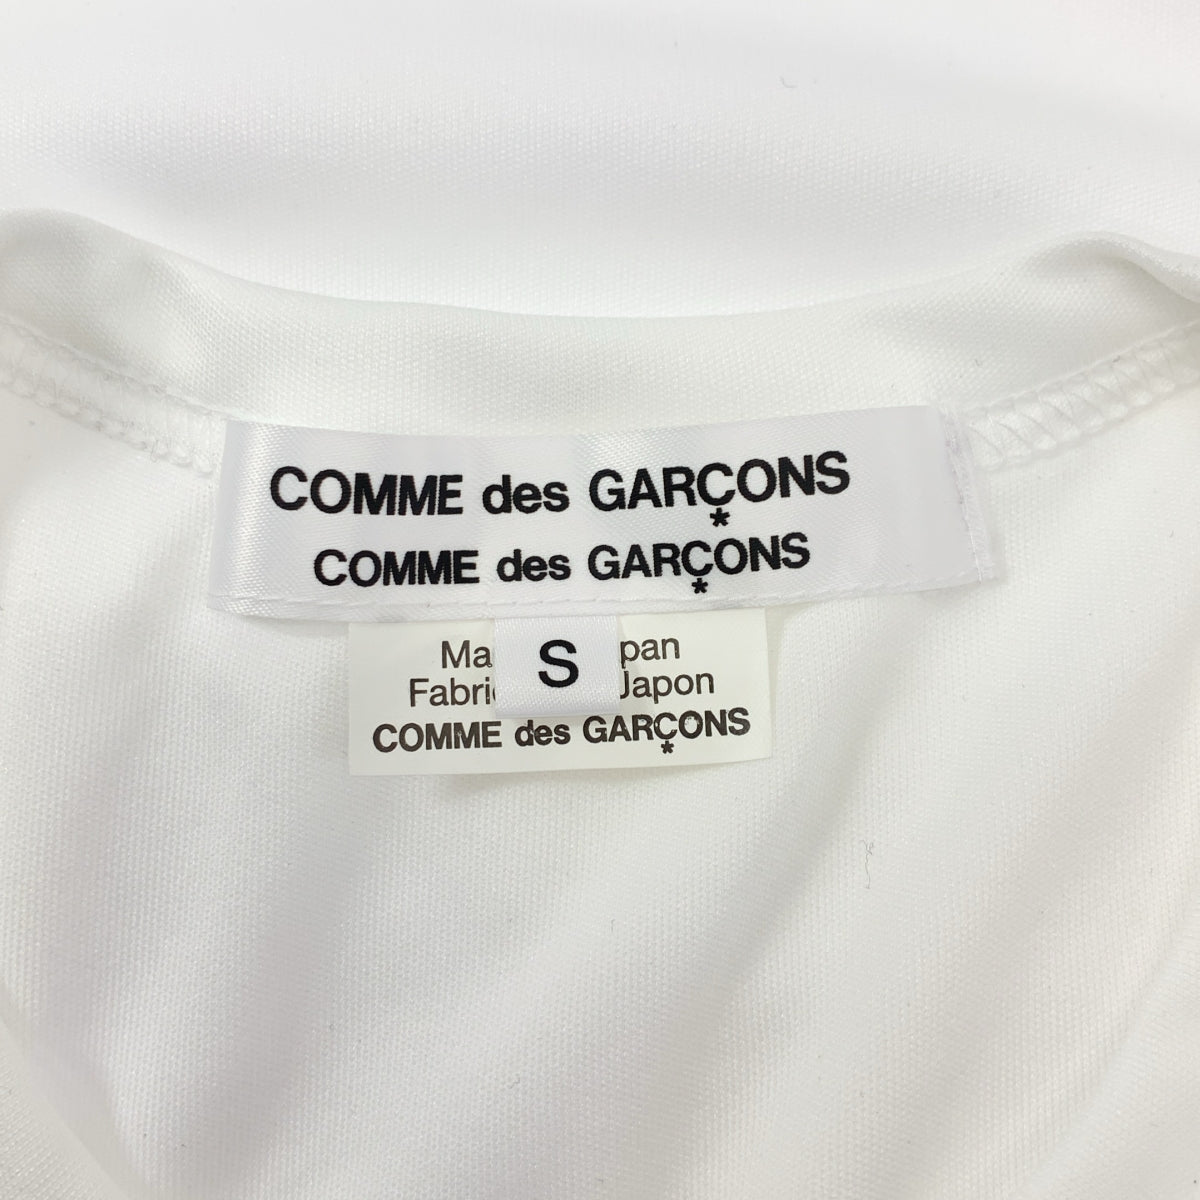 COMME des GARÇONS
*
COMME des GARÇONS
*
S
Ma pan
Fabri Japon
COMME des GARÇONS
*